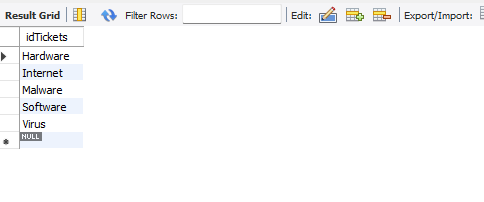 Result Grid Filter Rows: Edit: Export/Import:
idTickets
Hardware
Internet
Malware
Software
Virus
NULL